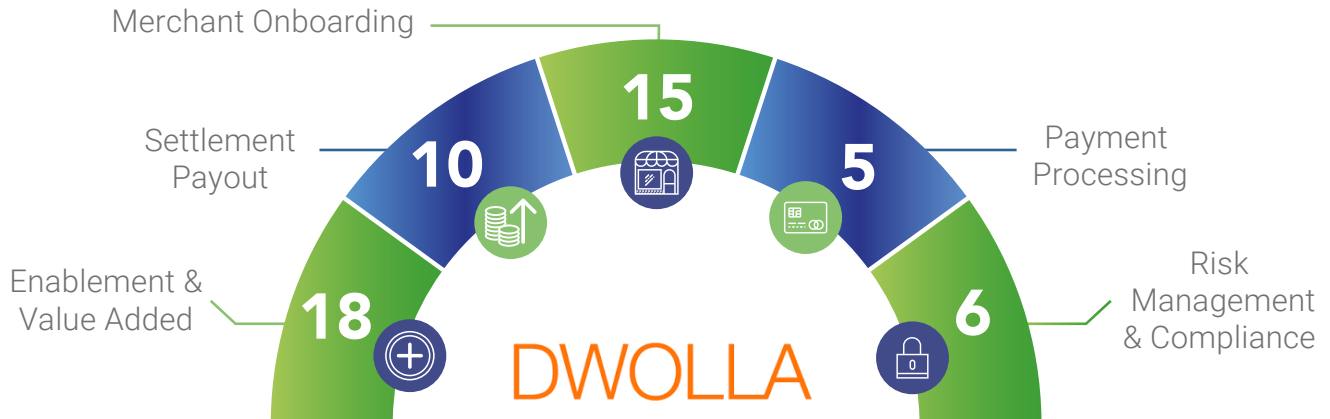 Merchant Onboarding
15
Settlement
Payout
10
5
Payment
Processing
Enablement &
Value Added
18
6
Risk
Management
& Compliance
DWOLLA